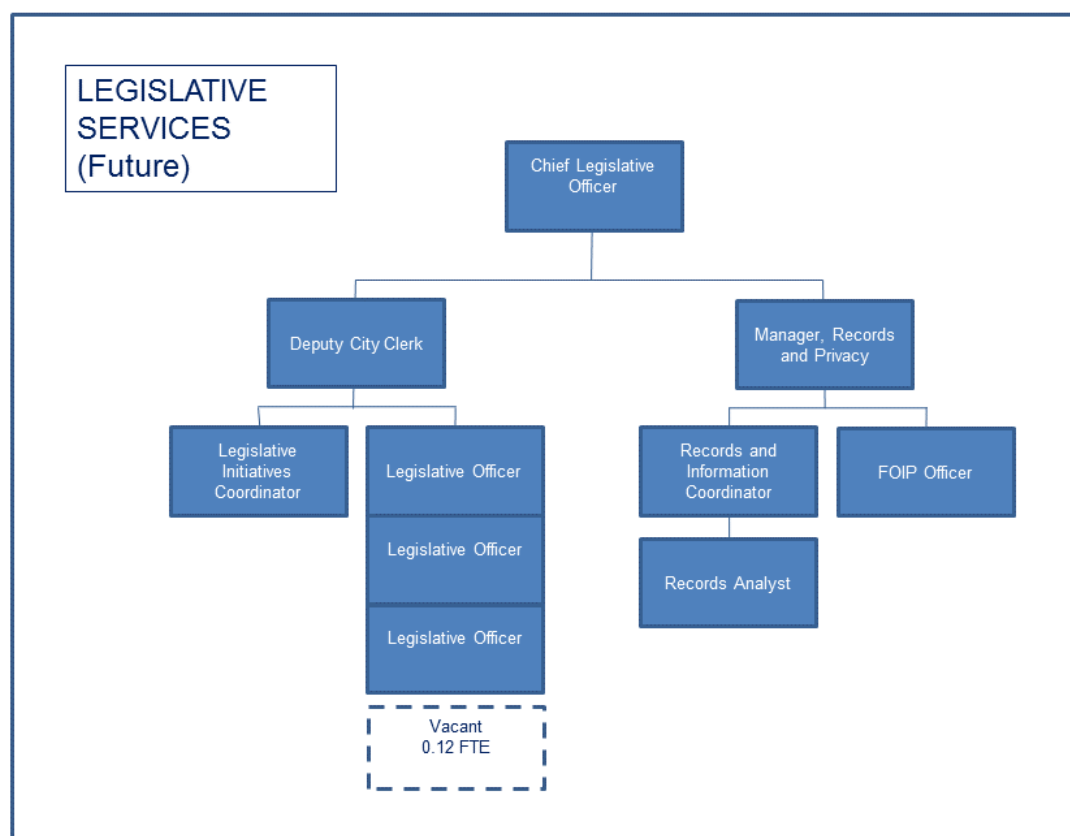 LEGISLATIVE
SERVICES
(Future)
Chief Legislative
Officer
Deputy City Clerk
Manager, Records
and Privacy
Legislative
Initiatives
Coordinator
Legislative Officer
Records and
Information
Coordinator
FOIP Officer
Legislative Officer
Records Analyst
Legislative Officer
Vacant
0.12 FTE